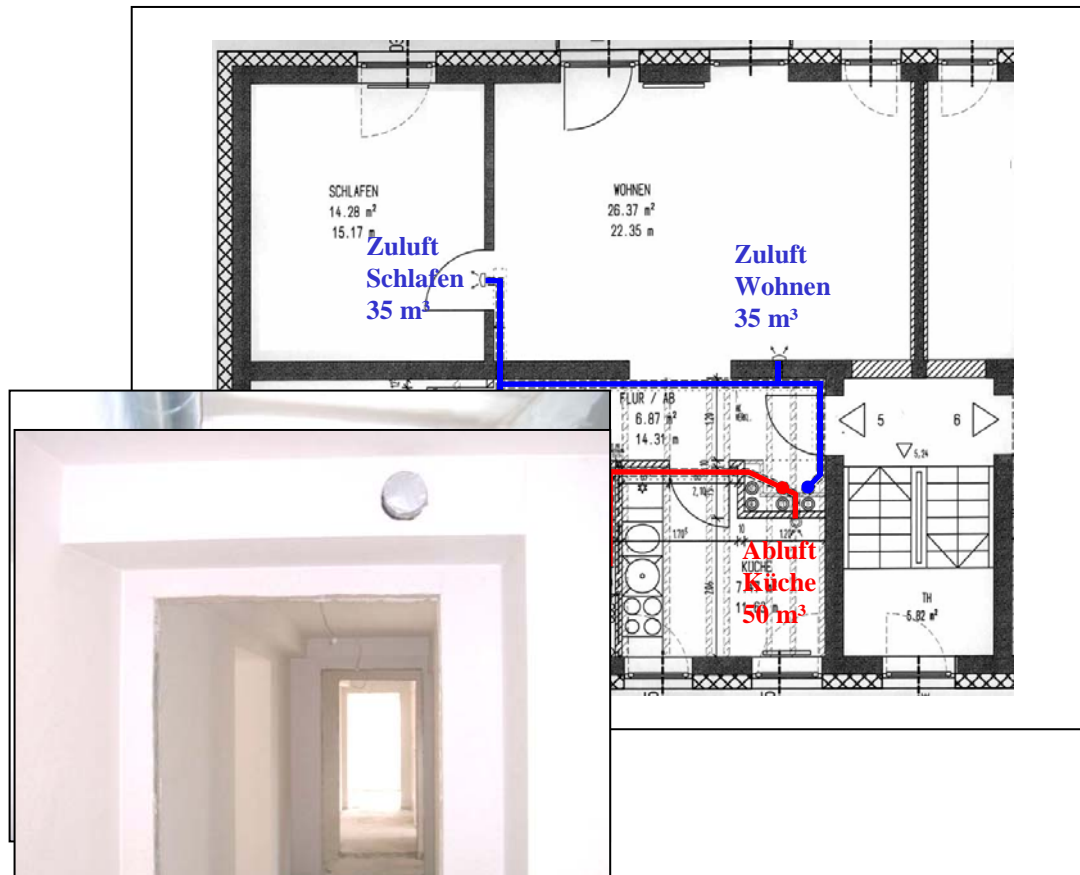 SCHLAFEN
14.28 m²
15.17 m
Zuluft
Schlafen
35 m³
WOHNEN
26.37 m²
22.35 m
Zuluft
Wohnen
35 m³
FLUR / AB
6.87 m²
14.31 m
5
6
5,24
Abluft
Küche
50 m³
KÜCHE
TH
5.82 m²